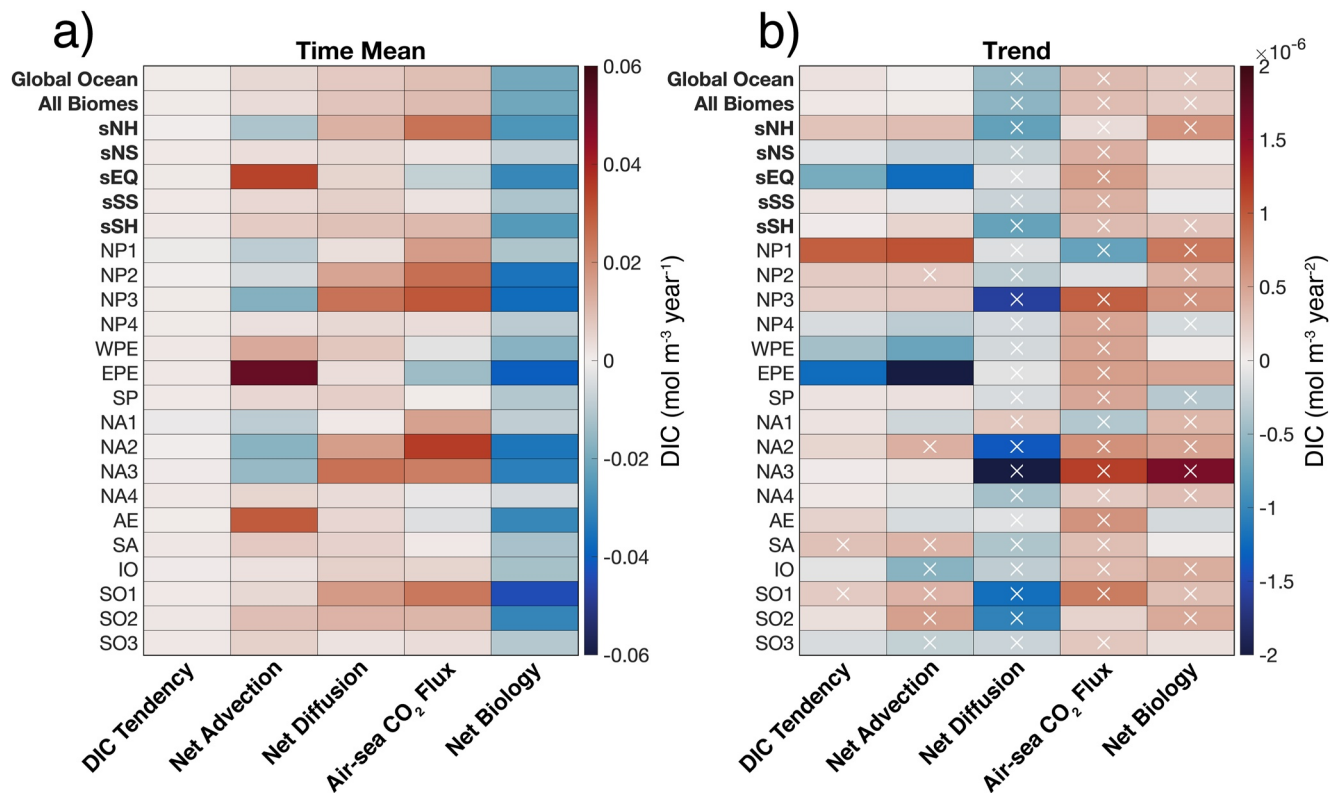 a)
Time Mean
Global Ocean
All Biomes
sNH
sNS
sEQ
sSS
sSH
NP1
NP2
NP3
NP4
WPE
EPE
SP
NA1
NA2
NA3
NA4
AE
SA
IO
SO1
SO2
SO3
DIC Tendency
Net Advection
Net Diffusion
Air-sea CO₂ Flux
Net Biology
0.06
0.04
0.02
0
-0.02
-0.04
-0.06
DIC (mol m⁻³ year⁻¹)
b)
Trend
×10⁻⁶
Global Ocean
All Biomes
sNH
sNS
sEQ
sSS
sSH
NP1
NP2
NP3
NP4
WPE
EPE
SP
NA1
NA2
NA3
NA4
AE
SA
IO
SO1
SO2
SO3
DIC Tendency
Net Advection
Net Diffusion
Air-sea CO₂ Flux
Net Biology
2
1.5
1
0.5
0
-0.5
-1
-1.5
-2
DIC (mol m⁻³ year⁻²)